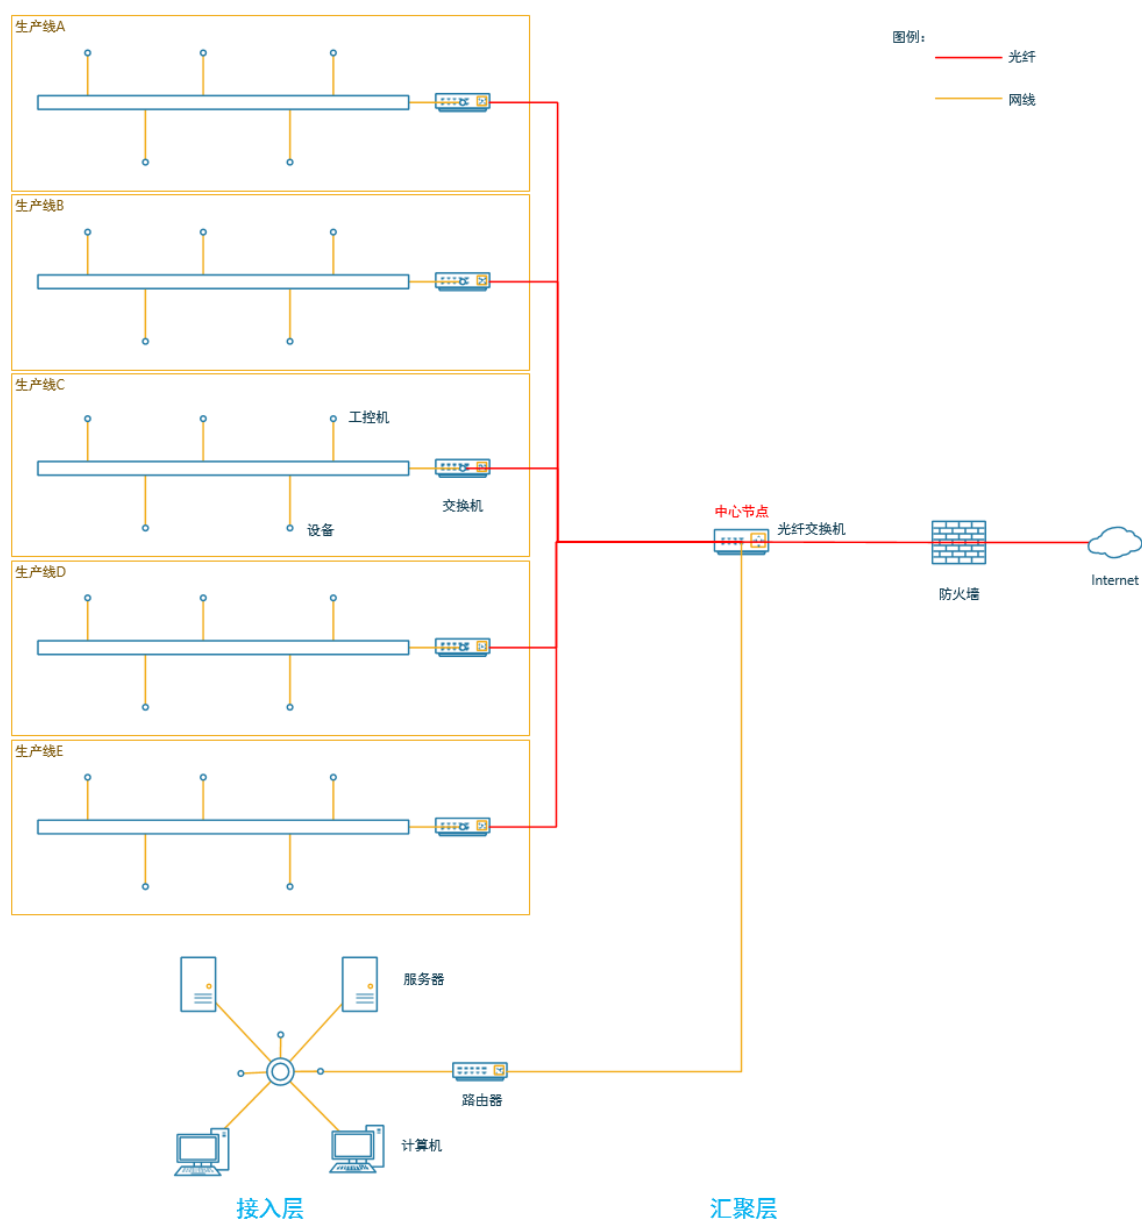 生产线A
图例：
光纤
网线
生产线B
生产线C
工控机
交换机
设备
中心节点
光纤交换机
防火墙
Internet
生产线D
生产线E
服务器
路由器
计算机
接入层
汇聚层